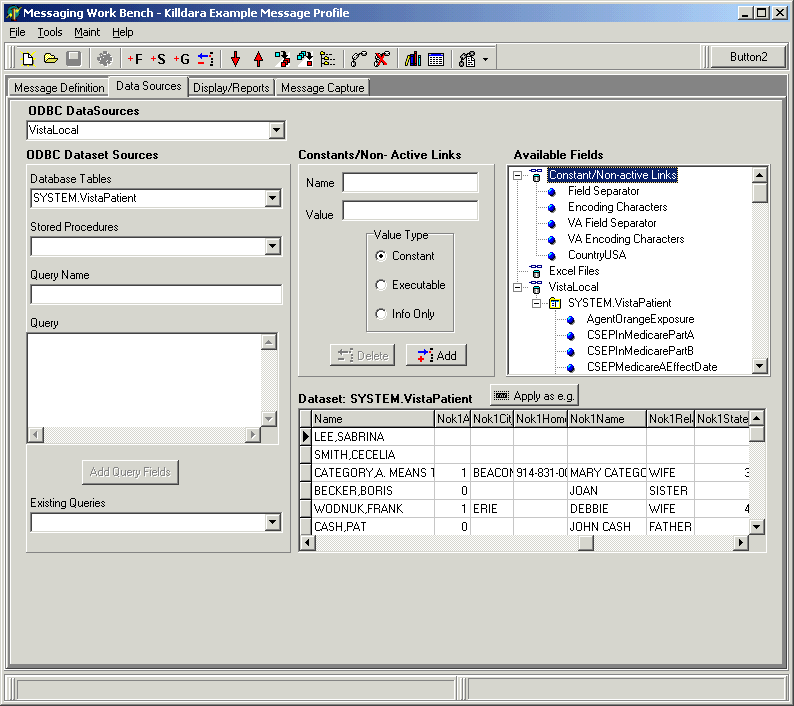 Messaging Work Bench - Killdara Example Message Profile
File Tools Maint Help
+F +S +G Button2
Message Definition Data Sources Display/Reports Message Capture
ODBC DataSources
VistaLocal
ODBC Dataset Sources
Database Tables
SYSTEM.VistaPatient
Stored Procedures
Query Name
Query
Add Query Fields
Existing Queries
Constants/Non- Active Links
Name
Value
Value Type
Constant
Executable
Info Only
Delete Add
Available Fields
Constant/Non-active Links
Field Separator
Encoding Characters
VA Field Separator
VA Encoding Characters
CountryUSA
Excel Files
VistaLocal
SYSTEM.VistaPatient
AgentOrangeExposure
CSEPInMedicarePartA
CSEPInMedicarePartB
CSEPMedicareAEffectDate
Dataset: SYSTEM.VistaPatient Apply as e.g.
Name Nok1A Nok1Cit Nok1Home Nok1Name Nok1Rela Nok1State
LEE,SABRINA
SMITH,CECELIA
CATEGORY,A. MEANS T 1 BEACON 914-831-00 MARY CATEGO WIFE 3
BECKER,BORIS 0 JOAN SISTER
WODNUK,FRANK 1 ERIE DEBBIE WIFE 4
CASH,PAT 0 JOHN CASH FATHER